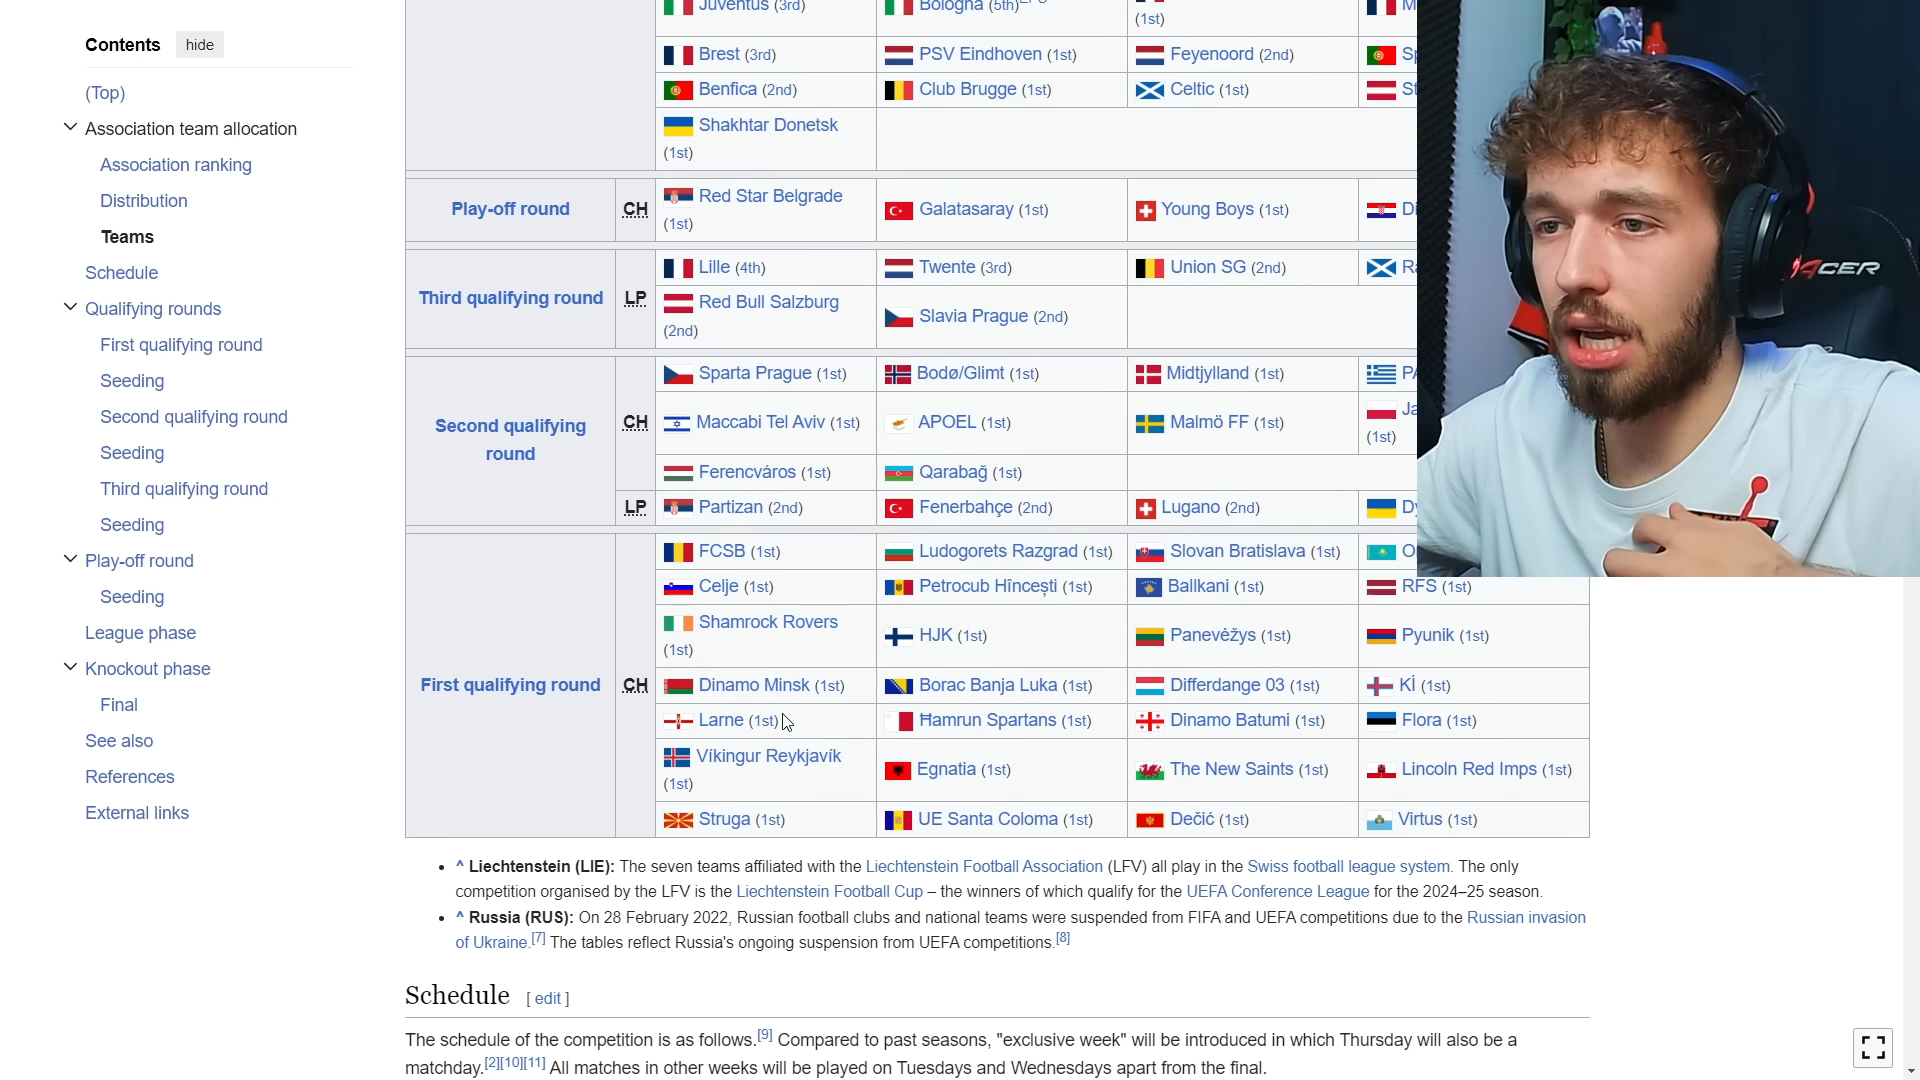 Contents hide
(Top)
Association team allocation
Association ranking
Distribution
Teams
Schedule
Qualifying rounds
First qualifying round
Seeding
Second qualifying round
Seeding
Third qualifying round
Seeding
Play-off round
Seeding
League phase
Knockout phase
Final
See also
References
External links
Juventus (3rd) Bologna (5th)
(1st)
Brest (3rd) PSV Eindhoven (1st) Feyenoord (2nd)
Benfica (2nd) Club Brugge (1st) Celtic (1st)
Shakhtar Donetsk
(1st)
Play-off round CH Red Star Belgrade
(1st) Galatasaray (1st) Young Boys (1st)
Third qualifying round LP Lille (4th) Twente (3rd) Union SG (2nd)
Red Bull Salzburg
(2nd) Slavia Prague (2nd)
Second qualifying
round
CH Sparta Prague (1st) Bodø/Glimt (1st) Midtjylland (1st)
Maccabi Tel Aviv (1st) APOEL (1st) Malmö FF (1st)
(1st)
Ferencváros (1st) Qarabağ (1st)
LP Partizan (2nd) Fenerbahçe (2nd) Lugano (2nd)
First qualifying round CH FCSB (1st) Ludogorets Razgrad (1st) Slovan Bratislava (1st)
Celje (1st) Petrocub Hîncești (1st) Ballkani (1st) RFS (1st)
Shamrock Rovers
(1st) HJK (1st) Panevėžys (1st) Pyunik (1st)
Dinamo Minsk (1st) Borac Banja Luka (1st) Differdange 03 (1st) KÍ (1st)
Larne (1st) Ħamrun Spartans (1st) Dinamo Batumi (1st) Flora (1st)
Víkingur Reykjavík
(1st) Egnatia (1st) The New Saints (1st) Lincoln Red Imps (1st)
Struga (1st) UE Santa Coloma (1st) Dečić (1st) Virtus (1st)
• ^ Liechtenstein (LIE): The seven teams affiliated with the Liechtenstein Football Association (LFV) all play in the Swiss football league system. The only
competition organised by the LFV is the Liechtenstein Football Cup – the winners of which qualify for the UEFA Conference League for the 2024–25 season.
• ^ Russia (RUS): On 28 February 2022, Russian football clubs and national teams were suspended from FIFA and UEFA competitions due to the Russian invasion
of Ukraine.[7] The tables reflect Russia's ongoing suspension from UEFA competitions.[8]
Schedule [ edit ]
The schedule of the competition is as follows.[9] Compared to past seasons, "exclusive week" will be introduced in which Thursday will also be a
matchday.[2][10][11] All matches in other weeks will be played on Tuesdays and Wednesdays apart from the final.
ACER